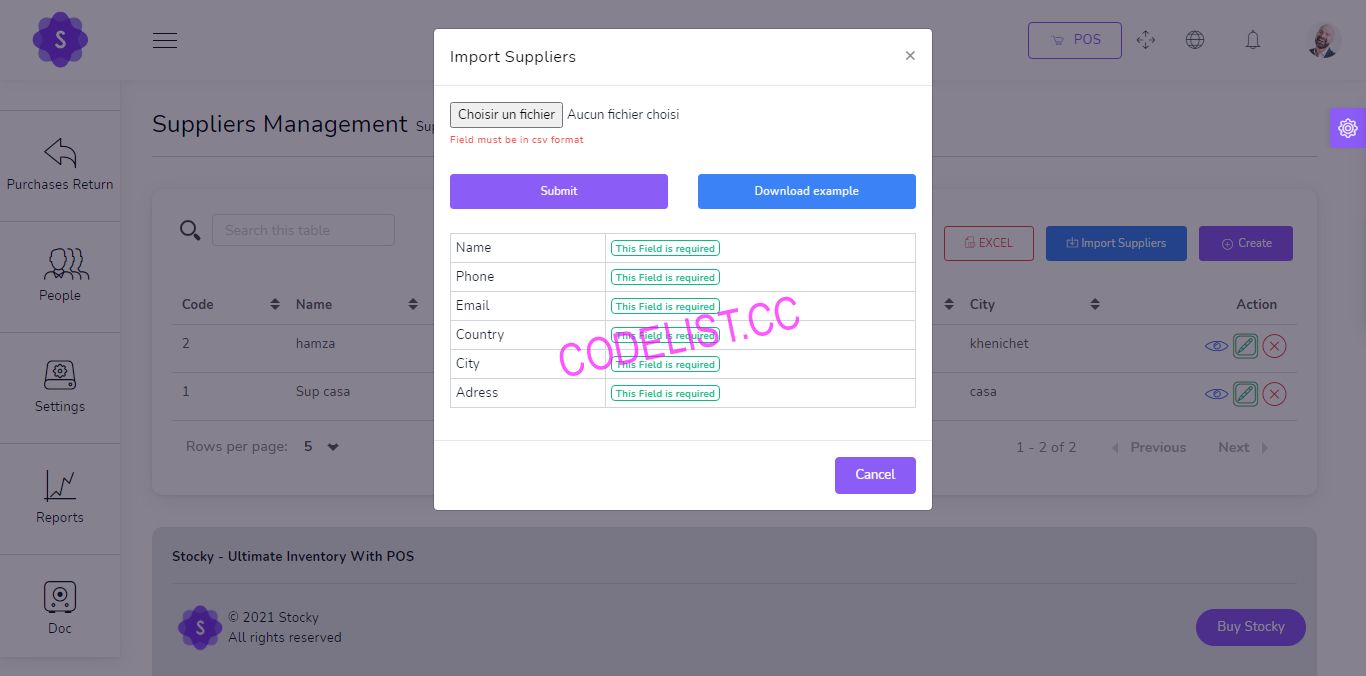 S
POS
Import Suppliers
×
Choisir un fichier Aucun fichier choisi
Field must be in csv format
Submit
Download example
Name This Field is required
Phone This Field is required
Email This Field is required
Country This Field is required
City This Field is required
Adress This Field is required
Cancel
CODELIST.CC
Purchases Return
People
Settings
Reports
Doc
Suppliers Management Sup
Search this table
EXCEL
Import Suppliers
Create
Code Name City Action
2 hamza khenichet
1 Sup casa casa
Rows per page: 5
1 - 2 of 2 Previous Next
Stocky - Ultimate Inventory With POS
S
© 2021 Stocky
All rights reserved
Buy Stocky